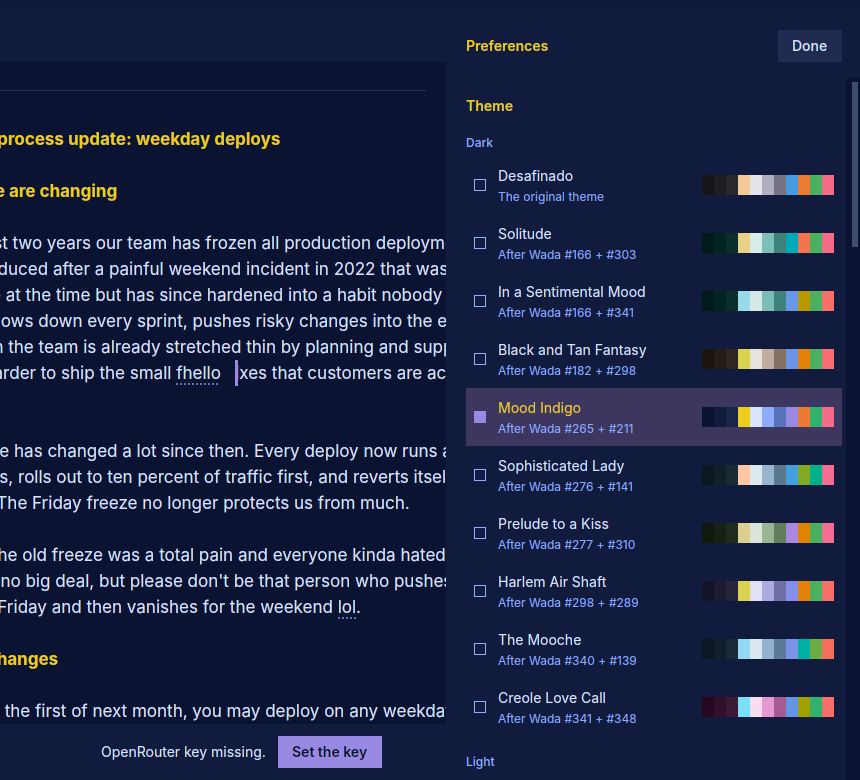 process update: weekday deploys
e are changing
st two years our team has frozen all production deployme
duced after a painful weekend incident in 2022 that was
e at the time but has since hardened into a habit nobody
ows down every sprint, pushes risky changes into the e
n the team is already stretched thin by planning and supp
arder to ship the small fhello xes that customers are ac
e has changed a lot since then. Every deploy now runs a
s, rolls out to ten percent of traffic first, and reverts itsel
The Friday freeze no longer protects us from much.
he old freeze was a total pain and everyone kinda hated
no big deal, but please don't be that person who pushes
Friday and then vanishes for the weekend lol.
hanges
the first of next month, you may deploy on any weekda
OpenRouter key missing.
Set the key
Preferences
Done
Theme
Dark
Desafinado
The original theme
Solitude
After Wada #166 + #303
In a Sentimental Mood
After Wada #166 + #341
Black and Tan Fantasy
After Wada #182 + #298
Mood Indigo
After Wada #265 + #211
Sophisticated Lady
After Wada #276 + #141
Prelude to a Kiss
After Wada #277 + #310
Harlem Air Shaft
After Wada #298 + #289
The Mooche
After Wada #340 + #139
Creole Love Call
After Wada #341 + #348
Light